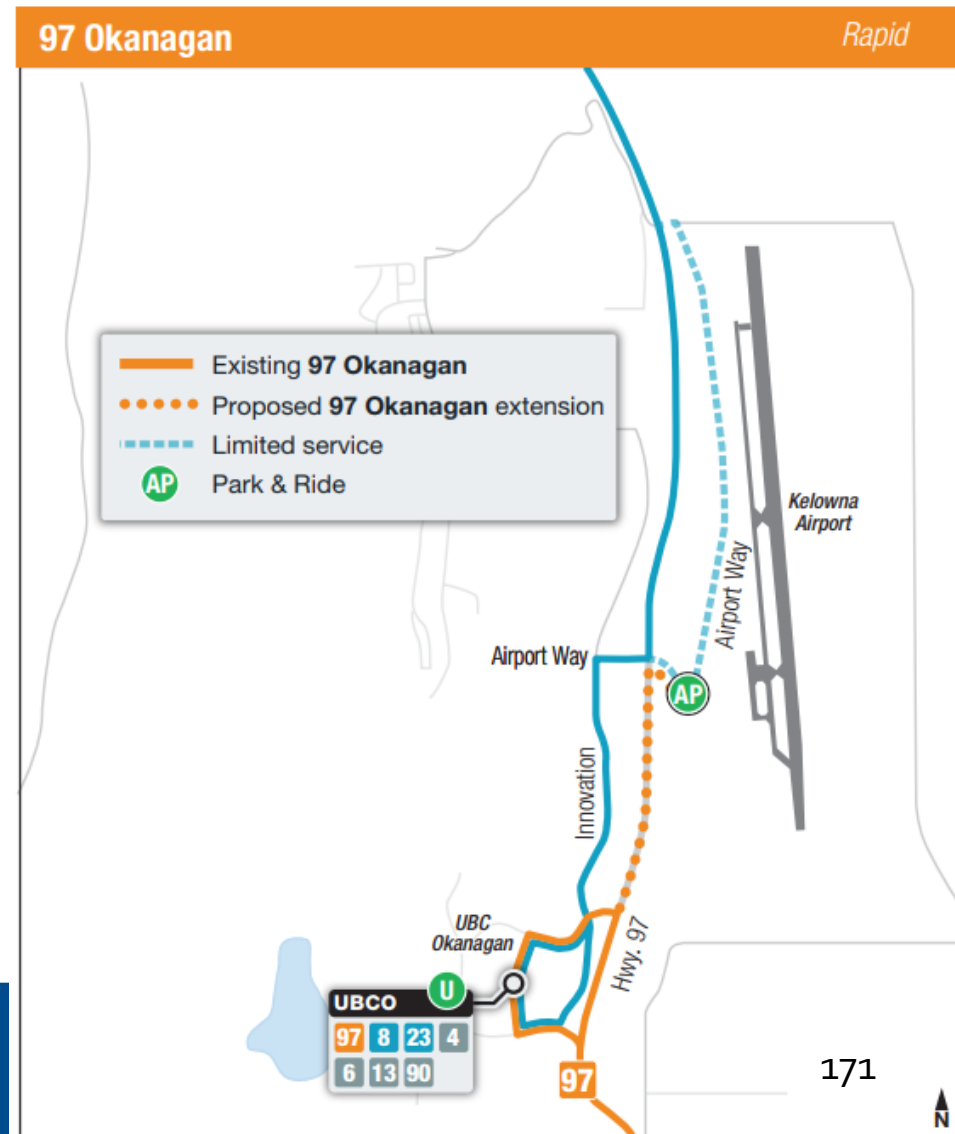 97 Okanagan
Rapid
Existing 97 Okanagan
Proposed 97 Okanagan extension
Limited service
AP Park & Ride
Kelowna
Airport
Airport Way
Airport Way
AP
Innovation
Hwy. 97
UBC
Okanagan
UBCO U
97 8 23 4
6 13 90
97
171
N